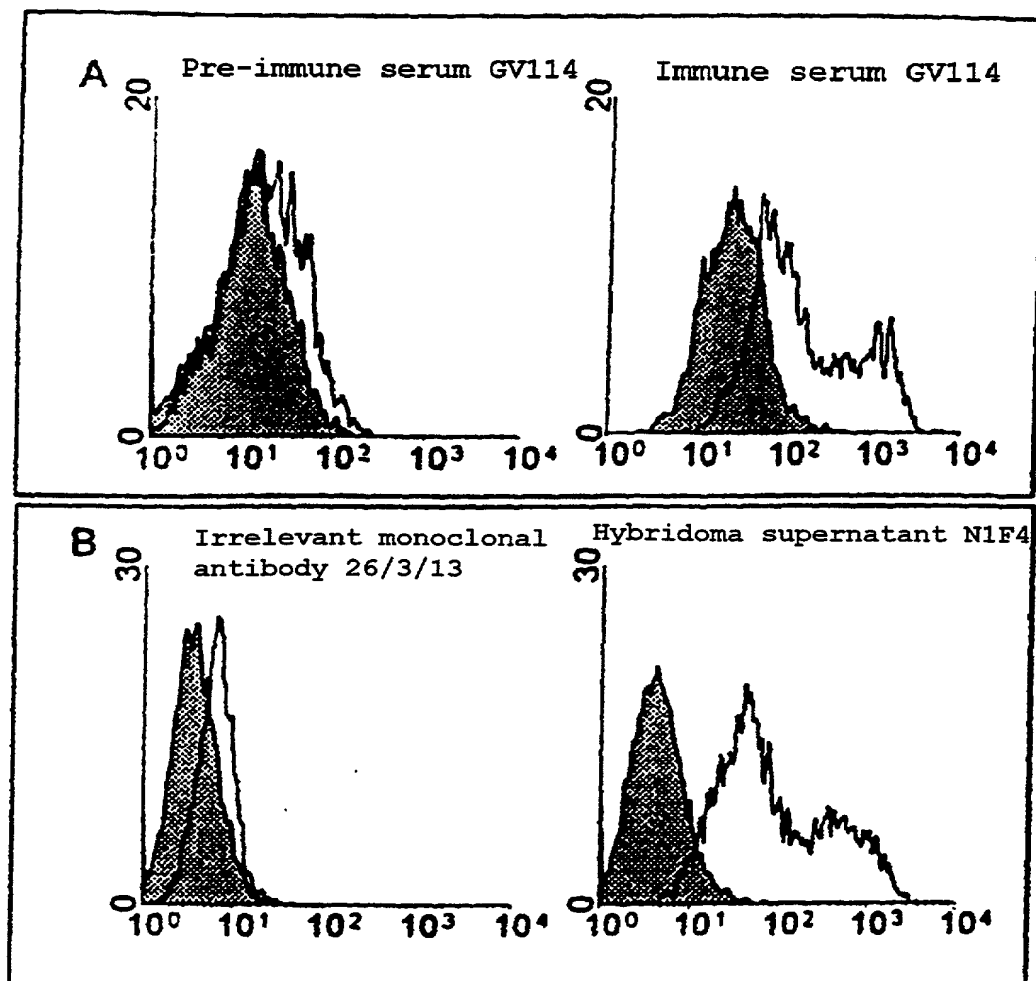 A
Pre-immune serum GV114
Immune serum GV114
20
0
10⁰ 10¹ 10² 10³ 10⁴
20
0
10⁰ 10¹ 10² 10³ 10⁴
B
Irrelevant monoclonal
antibody 26/3/13
Hybridoma supernatant N1F4
30
0
10⁰ 10¹ 10² 10³ 10⁴
30
0
10⁰ 10¹ 10² 10³ 10⁴